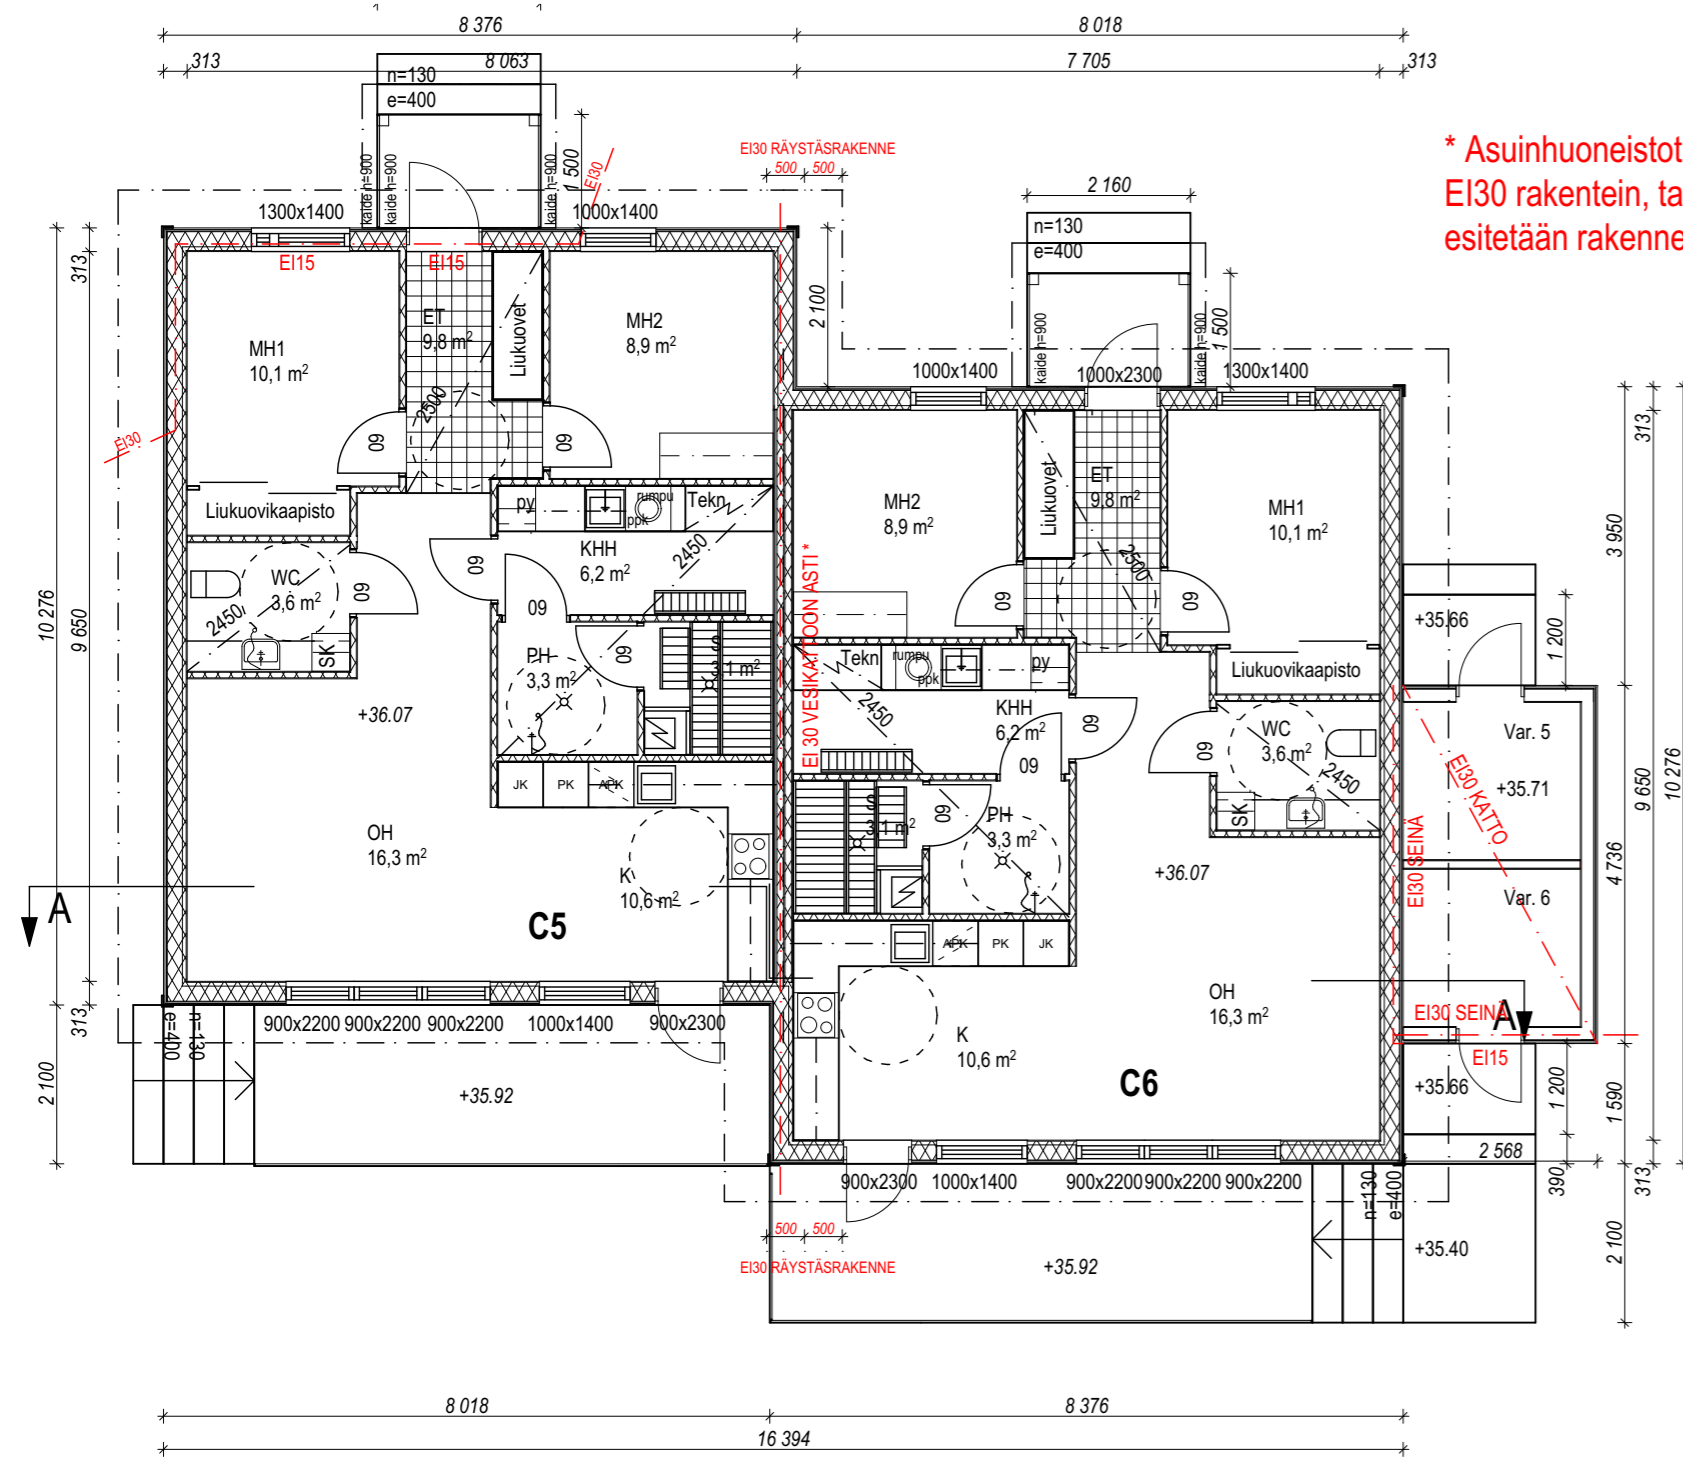 8 376
8 018
313
8 063
7 705
313
n=130
e=400
kaide h=900
kaide h=900
1 500
EI30
EI30 RÄYSTÄSRAKENNE
500
500
2 160
* Asuinhuoneistot
EI30 rakentein, ta
esitetään rakenne
1300x1400
1000x1400
n=130
e=400
EI15
EI15
313
2 100
kaide h=900
kaide h=900
1 500
ET
9,8 m²
Liukuovet
MH2
8,9 m²
MH1
10,1 m²
1000x1400
1000x2300
1300x1400
2500
EI30
09
09
313
Liukuovikaapisto
py
rumpu
ppk
Tekn
MH2
8,9 m²
Liukuovet
ET
9,8 m²
MH1
10,1 m²
3 950
WC
3,6 m²
2450
09
09
KHH
6,2 m²
2450
09
EI 30 VESIKATTOON ASTI *
2500
09
09
+35.66
1 200
10 276
9 650
SK
PH
3,3 m²
09
S
3,1 m²
Tekn
rumpu
ppk
py
Liukuovikaapisto
+36.07
2450
KHH
6,2 m²
09
09
09
WC
3,6 m²
2450
Var. 5
+35.71
EI30 KATTO
9 650
10 276
JK
PK
APK
S
3,1 m²
09
PH
3,3 m²
SK
OH
16,3 m²
K
10,6 m²
+36.07
EI30 SEINÄ
Var. 6
4 736
A
C5
APK
PK
JK
OH
16,3 m²
EI30 SEINÄ
A
313
e=400
n=130
900x2200
900x2200
900x2200
1000x1400
900x2300
K
10,6 m²
EI15
2 100
+35.92
C6
+35.66
1 200
1 590
2 568
900x2300
1000x1400
900x2200
900x2200
900x2200
n=130
e=400
390
313
500
500
EI30 RÄYSTÄSRAKENNE
+35.92
+35.40
2 100
8 018
8 376
16 394